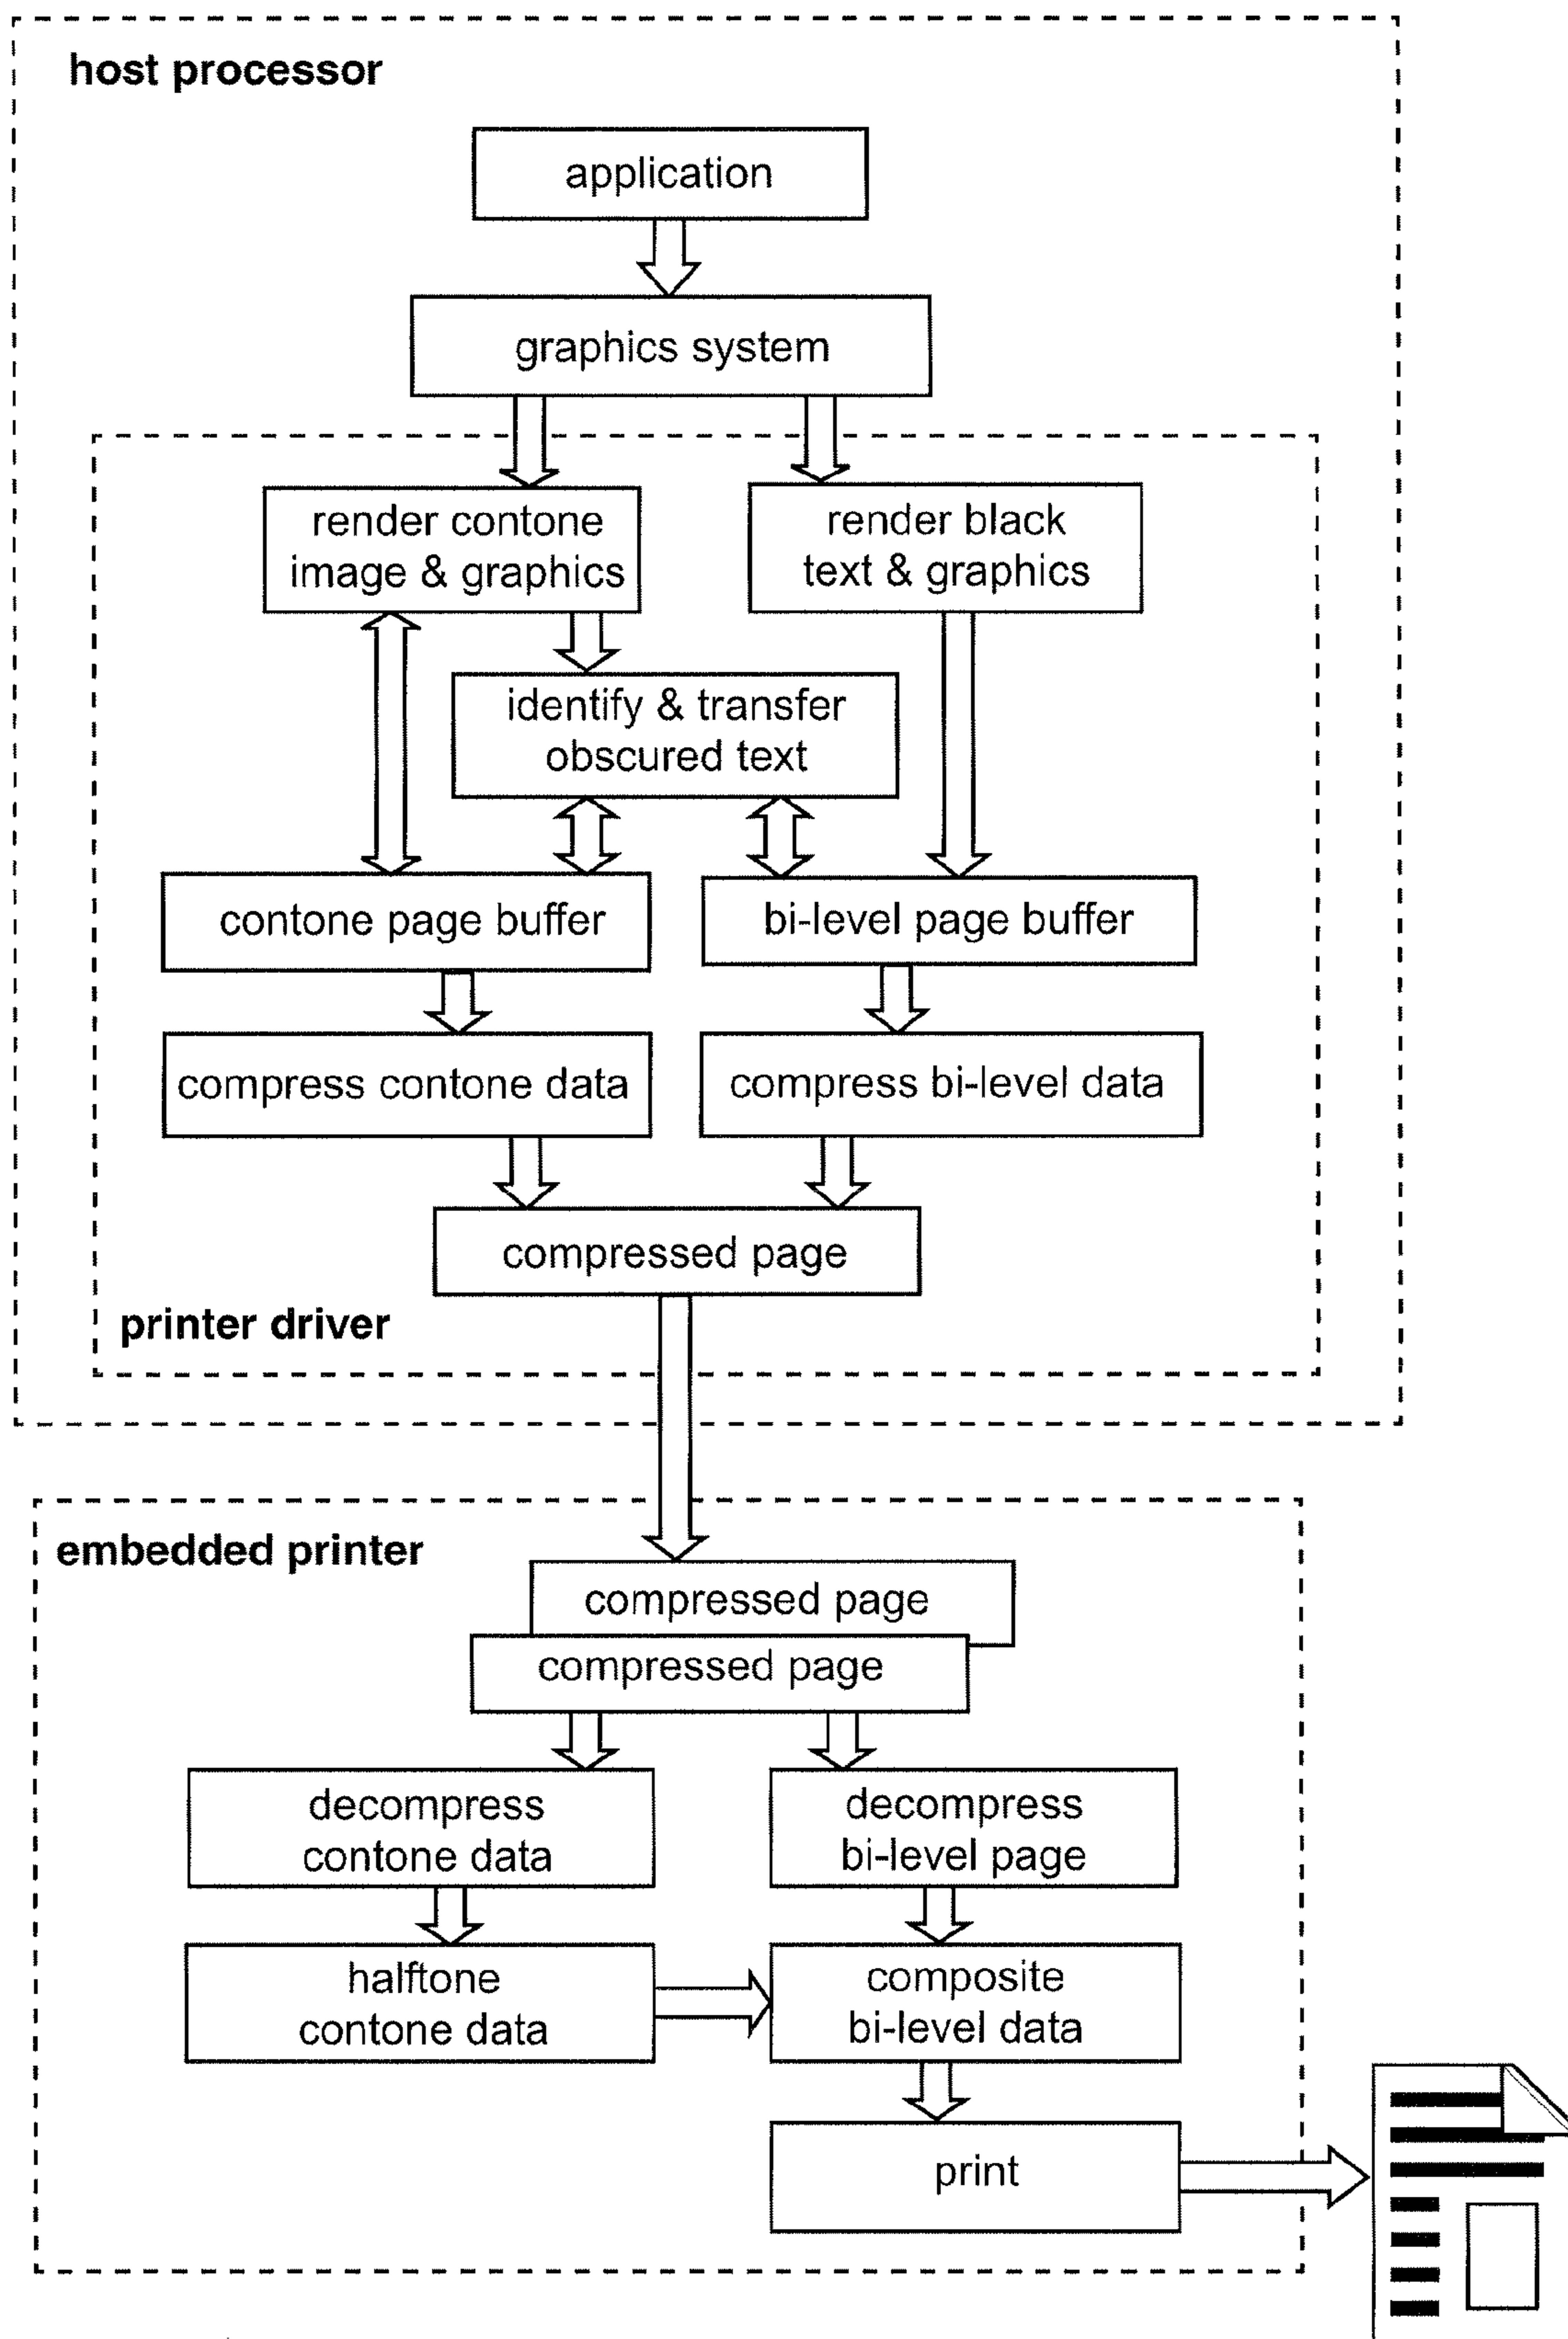 host processor
application
graphics system
render contone
image & graphics
render black
text & graphics
identify & transfer
obscured text
contone page buffer
bi-level page buffer
compress contone data
compress bi-level data
compressed page
printer driver
embedded printer
compressed page
compressed page
decompress
contone data
decompress
bi-level page
halftone
contone data
composite
bi-level data
print